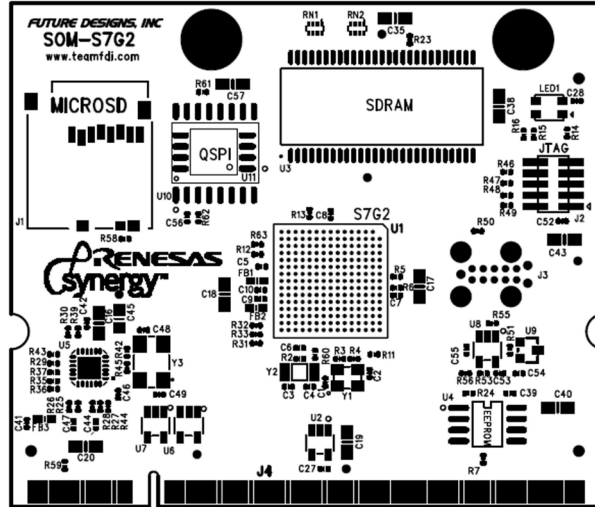 FUTURE DESIGNS, INC
SOM-S7G2
www.teamfdi.com
RN1
RN2
C35
R23
MICROSD
R61
C57
SDRAM
C38
LED1
C28
R16
R15
R14
QSPI
U11
U3
JTAG
R46
R47
R48
R49
U10
J1
C56
R62
R13
C8
S7G2
U1
C52
J2
R50
C43
R58
RENESAS
synergy™
R63
R12
C5
FB1
C10
C9
FB2
C18
R5
R6
C7
C17
J3
R30
R39
C42
C16
C45
C48
R32
R33
R31
R55
U8
R51
U9
U5
R43
R29
R37
R35
R36
R42
R45
Y3
C6
R2
R60
R3
R4
R11
C55
Y2
C3
C4
Y1
C2
R56
R53
C53
C54
C46
C49
R26
R25
C41
FB3
C47
C44
R28
R27
R44
U7
U6
U2
C19
U4
R24
C39
C40
EEPROM
C20
R59
C27
R7
J4